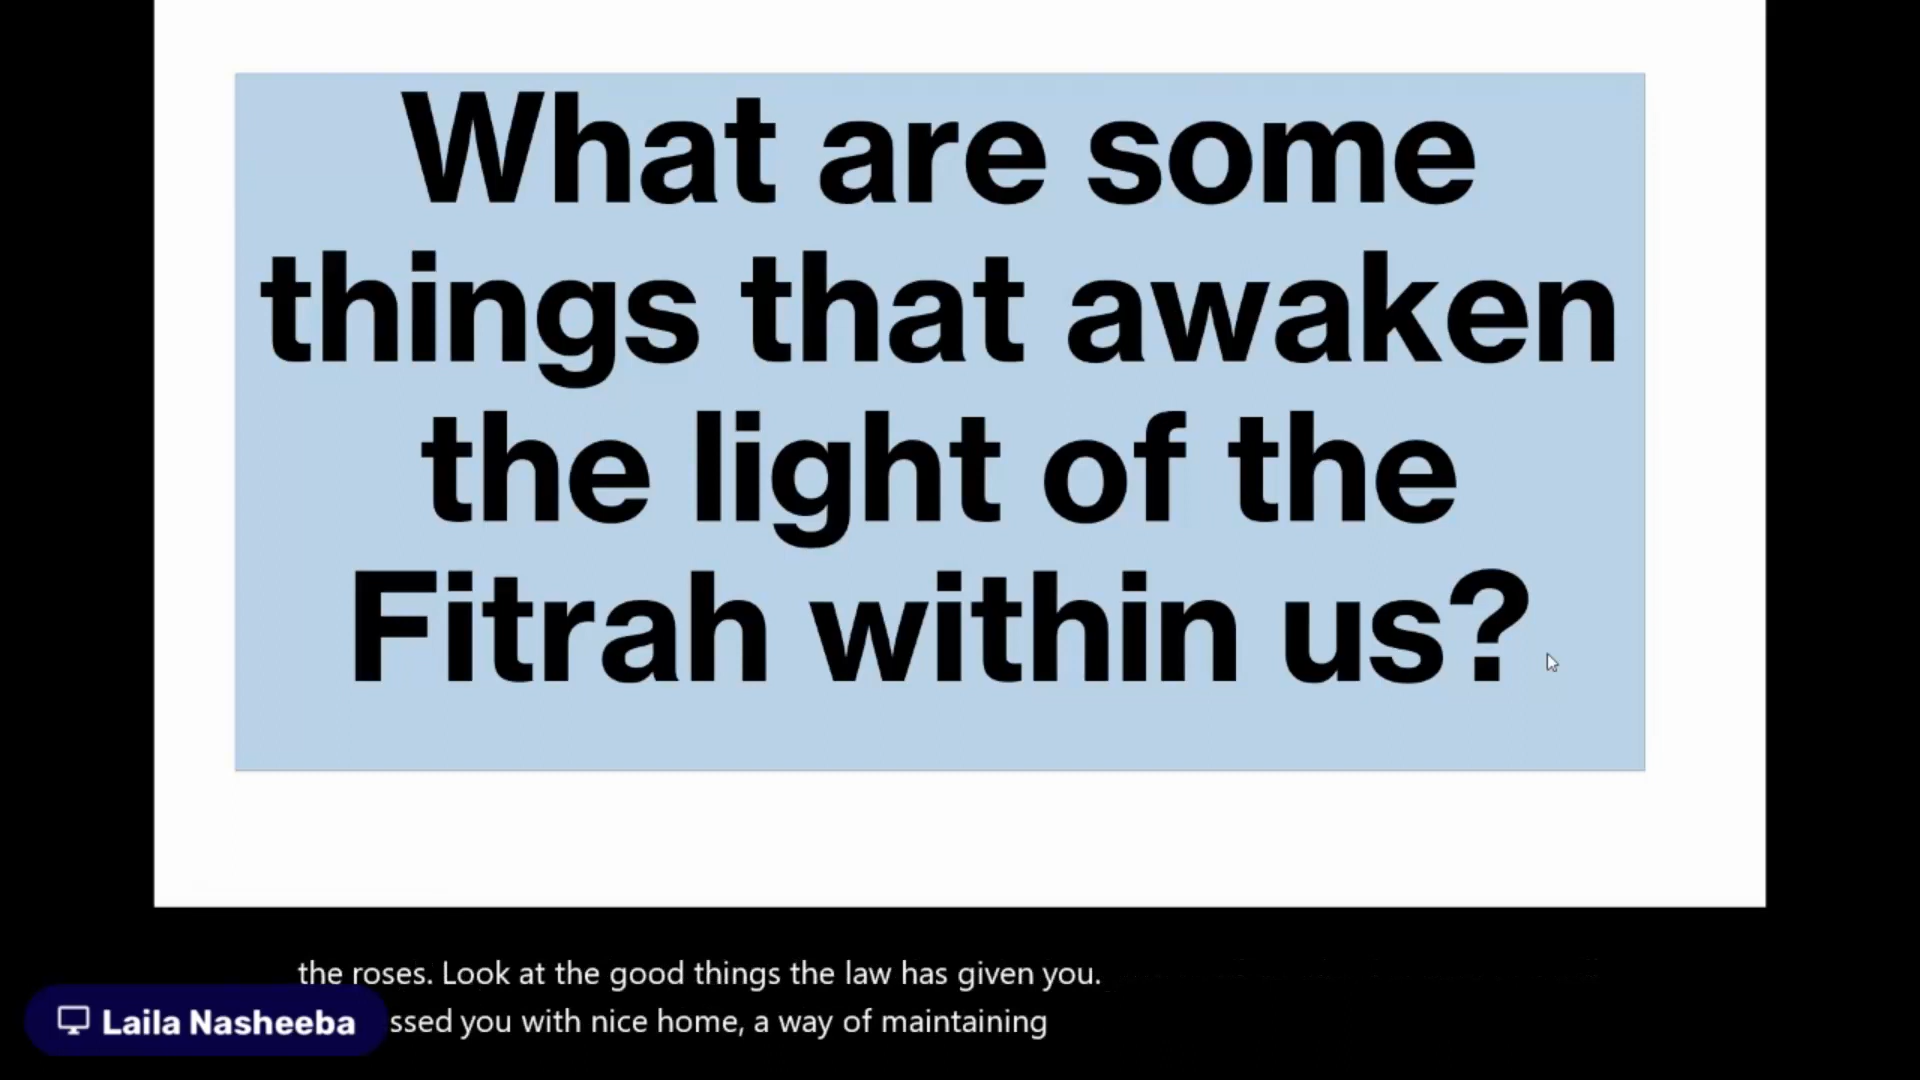 What are some
things that awaken
the light of the
Fitrah within us?
the roses. Look at the good things the law has given you.
ssed you with nice home, a way of maintaining
Laila Nasheeba